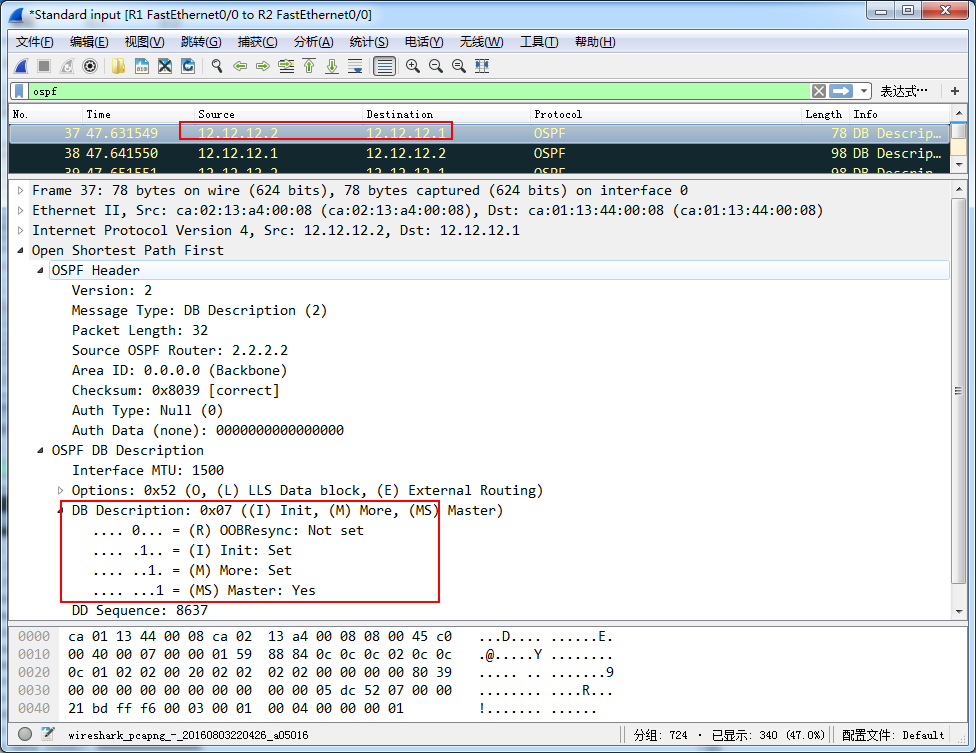 *Standard input [R1 FastEthernet0/0 to R2 FastEthernet0/0]
文件(F) 编辑(E) 视图(V) 跳转(G) 捕获(C) 分析(A) 统计(S) 电话(Y) 无线(W) 工具(T) 帮助(H)
ospf 表达式… +
No. Time Source Destination Protocol Length Info
37 47.631549 12.12.12.2 12.12.12.1 OSPF 78 DB Descrip…
38 47.641550 12.12.12.1 12.12.12.2 OSPF 98 DB Descrip…
Frame 37: 78 bytes on wire (624 bits), 78 bytes captured (624 bits) on interface 0
Ethernet II, Src: ca:02:13:a4:00:08 (ca:02:13:a4:00:08), Dst: ca:01:13:44:00:08 (ca:01:13:44:00:08)
Internet Protocol Version 4, Src: 12.12.12.2, Dst: 12.12.12.1
Open Shortest Path First
OSPF Header
Version: 2
Message Type: DB Description (2)
Packet Length: 32
Source OSPF Router: 2.2.2.2
Area ID: 0.0.0.0 (Backbone)
Checksum: 0x8039 [correct]
Auth Type: Null (0)
Auth Data (none): 0000000000000000
OSPF DB Description
Interface MTU: 1500
Options: 0x52 (O, (L) LLS Data block, (E) External Routing)
DB Description: 0x07 ((I) Init, (M) More, (MS) Master)
.... 0... = (R) OOBResync: Not set
.... .1.. = (I) Init: Set
.... ..1. = (M) More: Set
.... ...1 = (MS) Master: Yes
DD Sequence: 8637
0000 ca 01 13 44 00 08 ca 02 13 a4 00 08 08 00 45 c0 ...D.... ......E.
0010 00 40 00 07 00 00 01 59 88 84 0c 0c 0c 02 0c 0c .@.....Y ........
0020 0c 01 02 02 00 20 02 02 02 02 00 00 00 00 80 39 ..... .. .......9
0030 00 00 00 00 00 00 00 00 00 00 05 dc 52 07 00 00 ........ ....R...
0040 21 bd ff f6 00 03 00 01 00 04 00 00 00 01 !....... ......
wireshark_pcapng_-_20160803220426_a05016 分组: 724 · 已显示: 340 (47.0%) 配置文件: Default